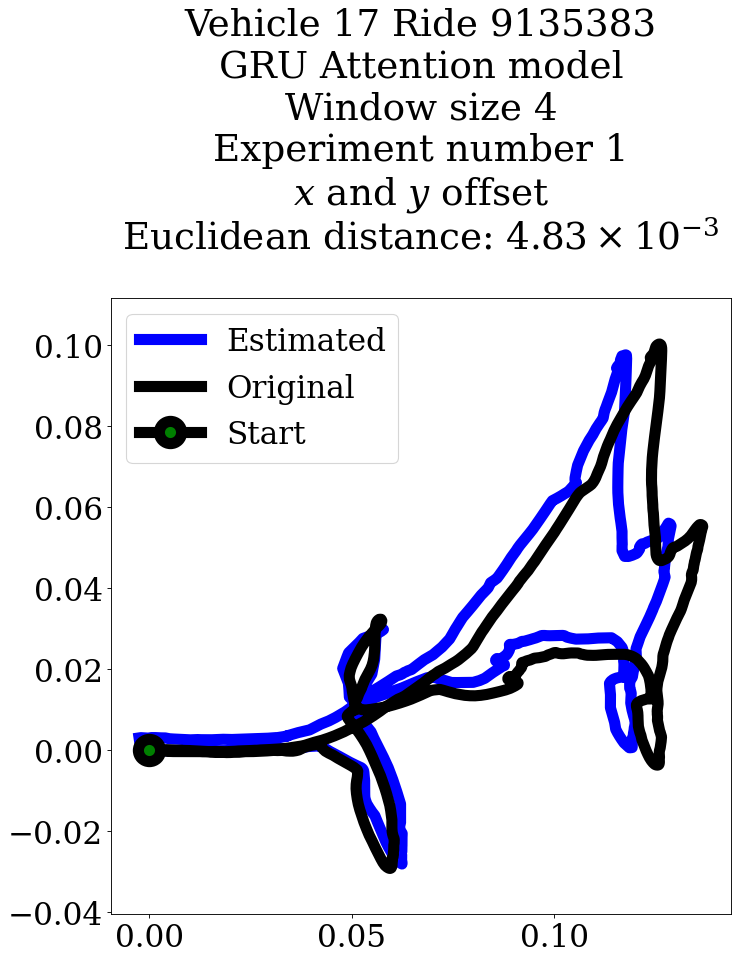 Vehicle 17 Ride 9135383
GRU Attention model
Window size 4
Experiment number 1
x and y offset
Euclidean distance: 4.83 × 10⁻³
Estimated
Original
Start
0.10
0.08
0.06
0.04
0.02
0.00
−0.02
−0.04
0.00 0.05 0.10